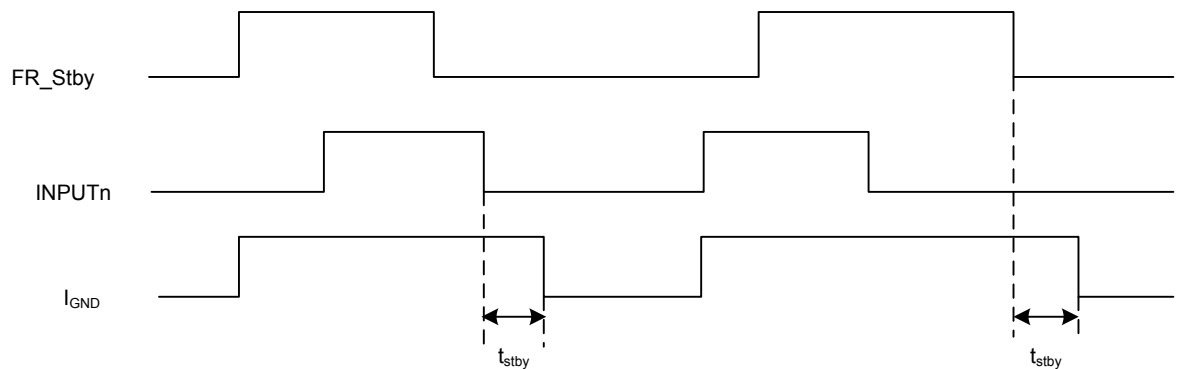 FR_Stby
INPUTn
IGND
tstby
tstby